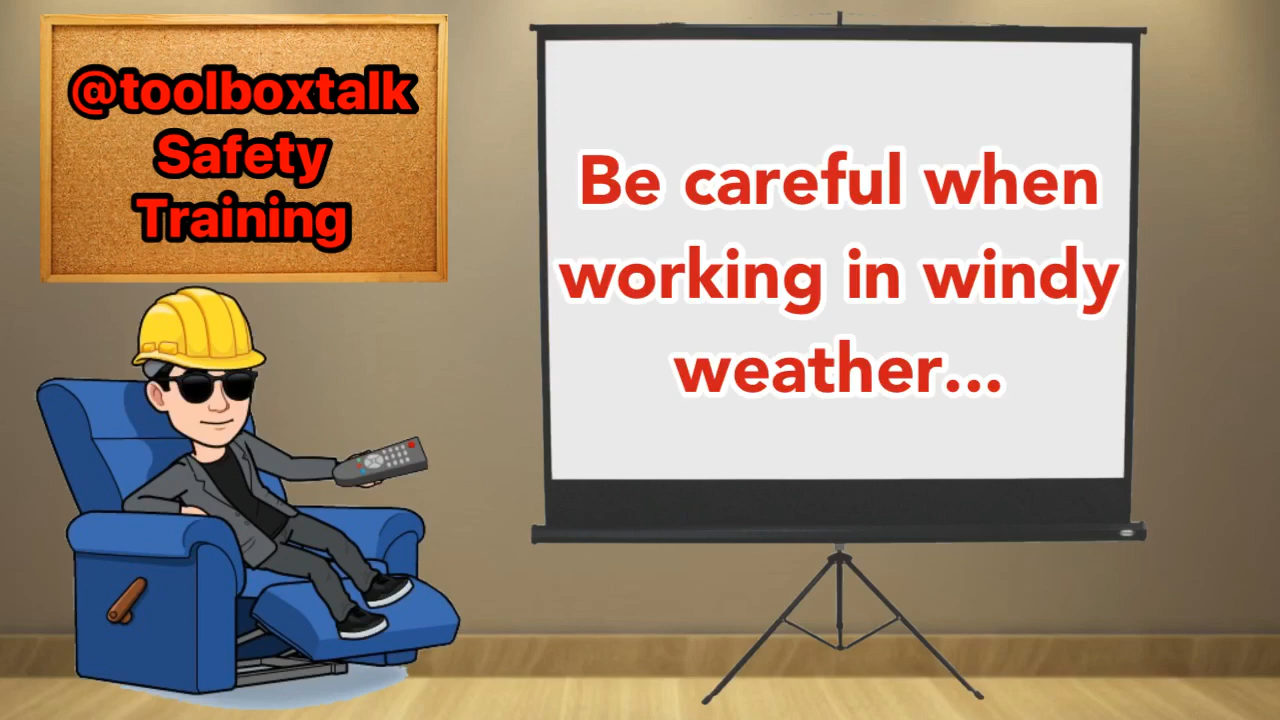 @toolboxtalk
Safety
Training
Be careful when
working in windy
weather...